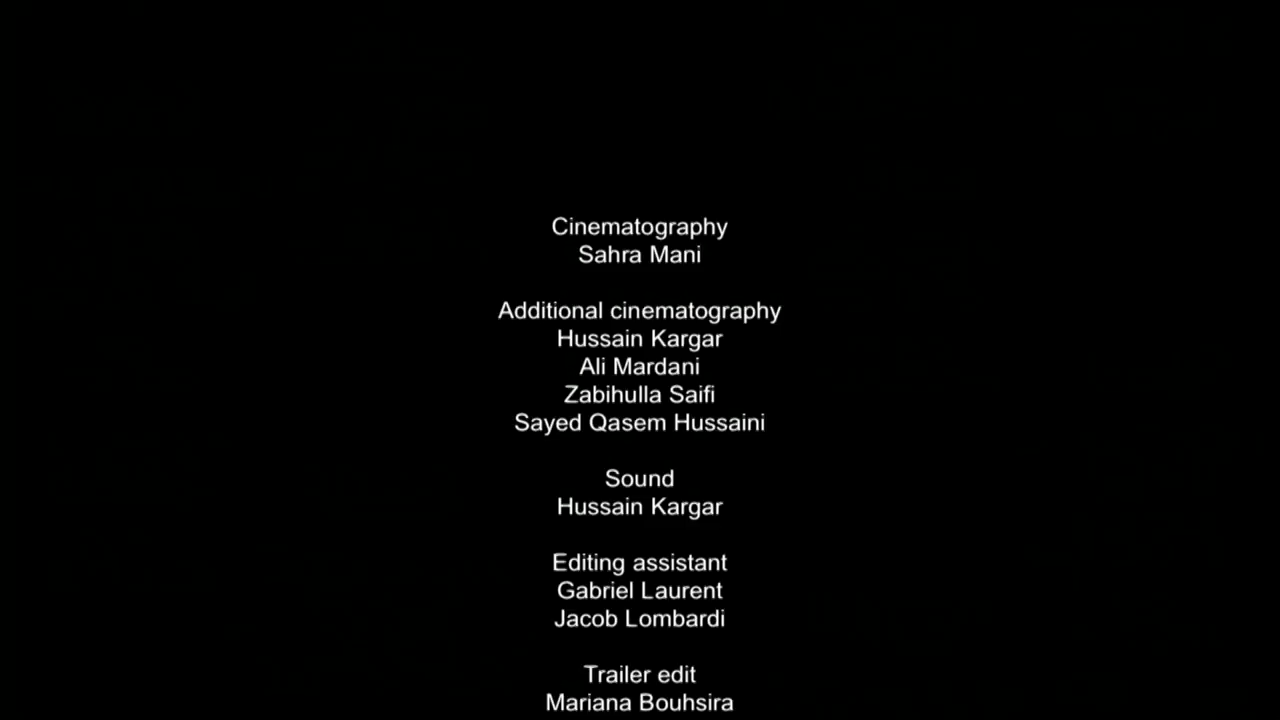 Cinematography
Sahra Mani
Additional cinematography
Hussain Kargar
Ali Mardani
Zabihulla Saifi
Sayed Qasem Hussaini
Sound
Hussain Kargar
Editing assistant
Gabriel Laurent
Jacob Lombardi
Trailer edit
Mariana Bouhsira